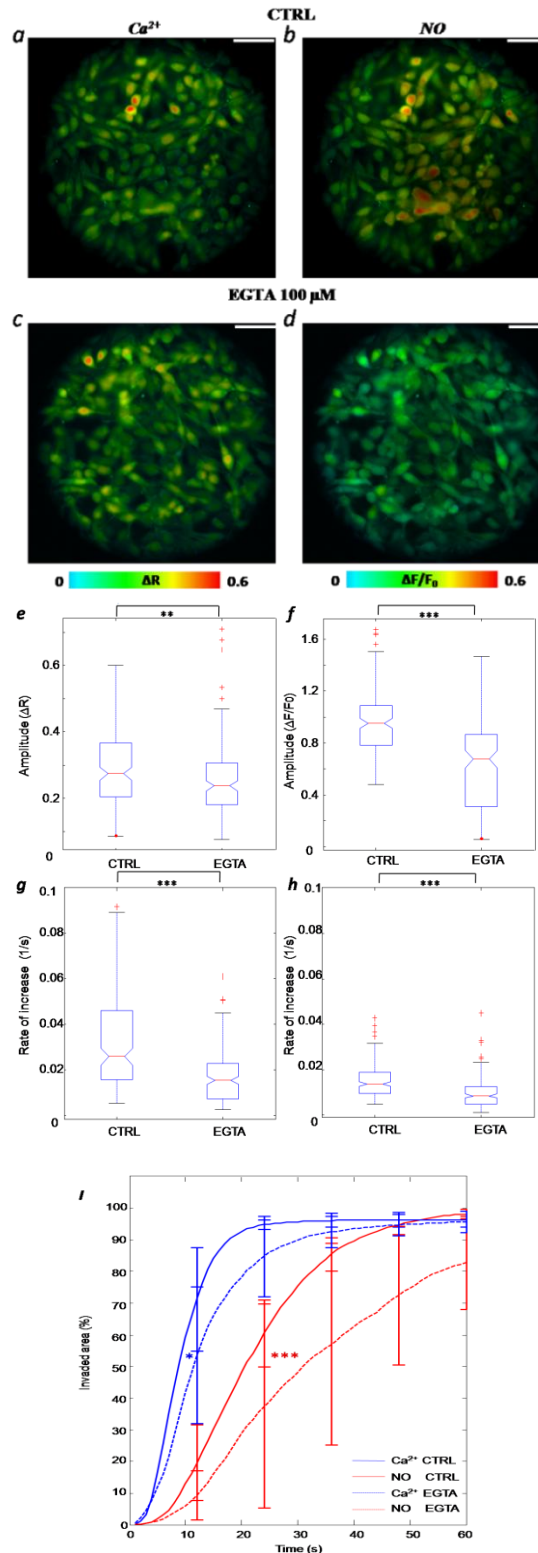 CTRL
a Ca²⁺ b NO
EGTA 100 µM
c d
0 ΔR 0.6 0 ΔF/F₀ 0.6
e ** f ***
0.6
0.4
0.2
0
Amplitude (ΔR)
CTRL EGTA
1.6
1.2
0.8
0.4
0
Amplitude (ΔF/F0)
CTRL EGTA
g *** h ***
0.1
0.08
0.06
0.04
0.02
0
Rate of Increase (1/s)
CTRL EGTA
0.1
0.08
0.06
0.04
0.02
0
Rate of Increase (1/s)
CTRL EGTA
I
100
90
80
70
60
50
40
30
20
10
0
Invaded area (%)
* ***
Ca²⁺ CTRL
NO CTRL
Ca²⁺ EGTA
NO EGTA
10 20 30 40 50 60
Time (s)